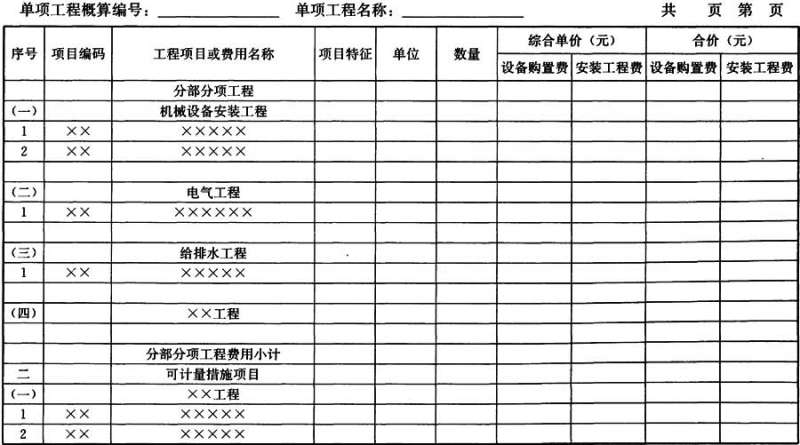 单项工程概算编号： 单项工程名称： 共 页 第 页
序号 项目编码 工程项目或费用名称 项目特征 单位 数量 综合单价（元） 合价（元）
设备购置费 安装工程费 设备购置费 安装工程费
分部分项工程
（一） 机械设备安装工程
1 ×× ×××××
2 ×× ×××××
（二） 电气工程
1 ×× ××××××
（三） 给排水工程
1 ×× ×××××
（四） ××工程
分部分项工程费用小计
二 可计量措施项目
（一） ××工程
1 ×× ×××××
2 ×× ×××××